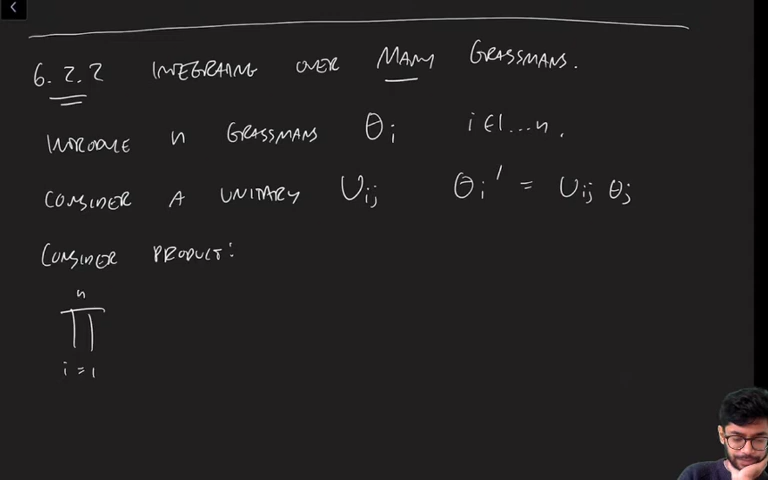 6.2.2 INTEGRATING OVER MANY GRASSMANS.
INTRODUCE n GRASSMANS θᵢ i ∈ 1...n.
CONSIDER A UNITARY Uᵢⱼ θᵢ' = Uᵢⱼ θⱼ
CONSIDER PRODUCT:
n
∏
i = 1